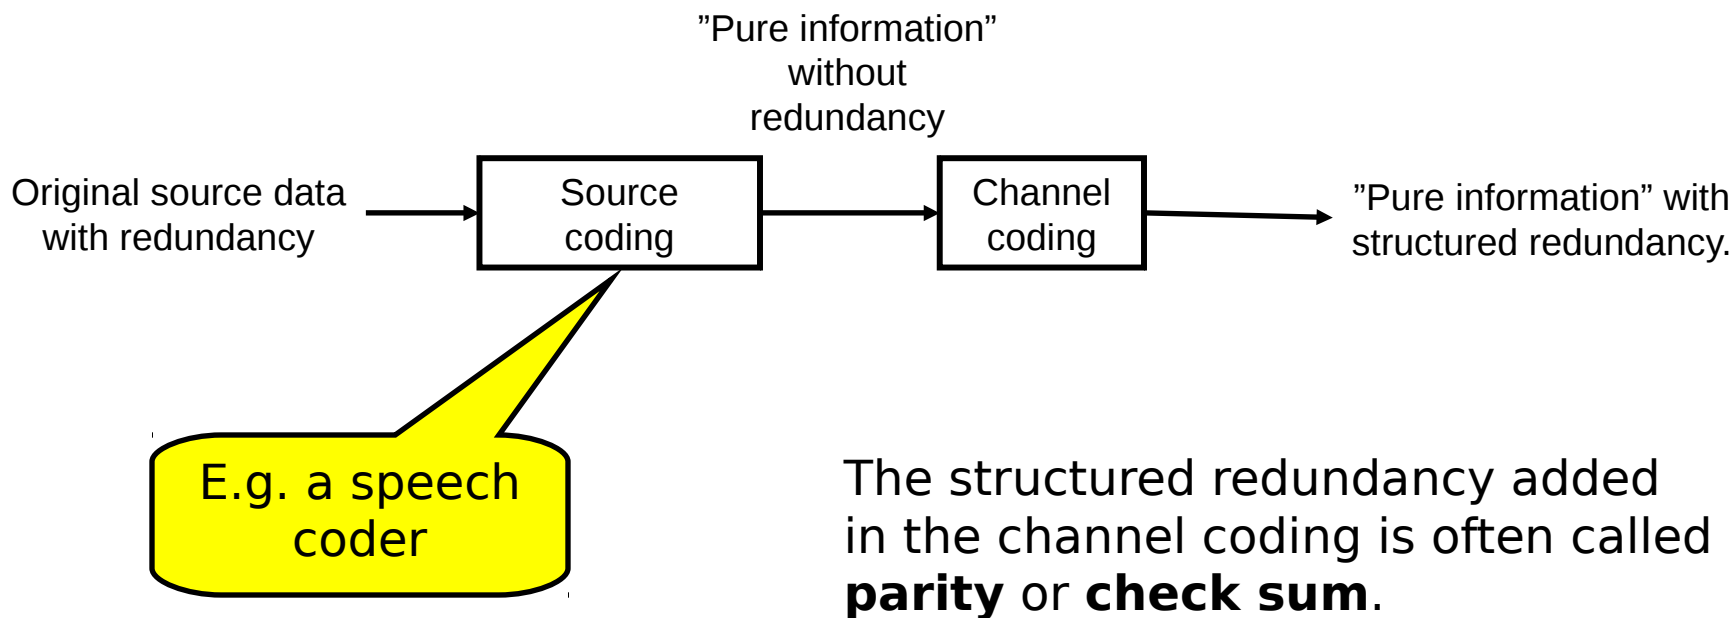 ”Pure information”
without
redundancy
Original source data
with redundancy
Source
coding
Channel
coding
”Pure information” with
structured redundancy.
E.g. a speech
coder
The structured redundancy added
in the channel coding is often called
parity or check sum.